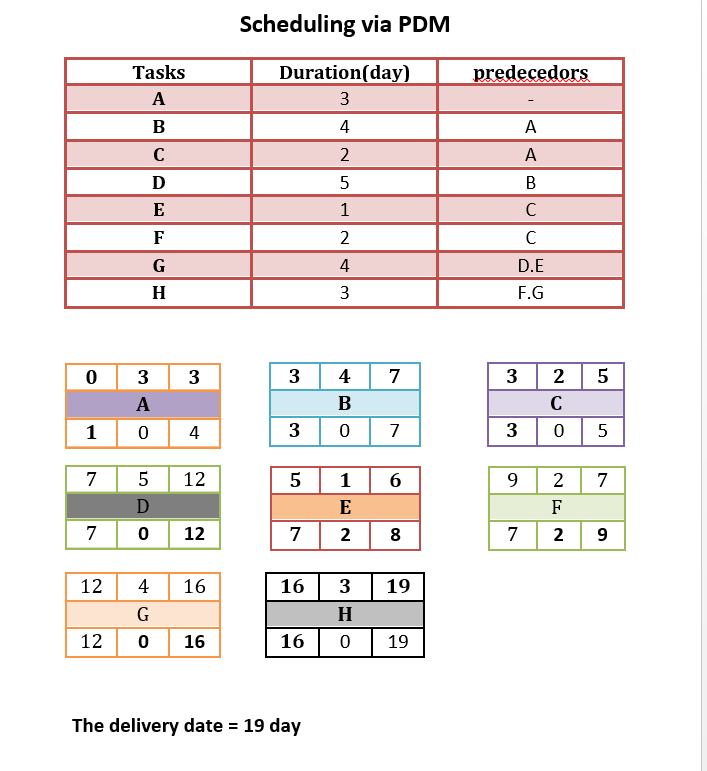 Scheduling via PDM
Tasks Duration(day) predecedors
A 3 -
B 4 A
C 2 A
D 5 B
E 1 C
F 2 C
G 4 D.E
H 3 F.G
0 3 3
A
1 0 4
3 4 7
B
3 0 7
3 2 5
C
3 0 5
7 5 12
D
7 0 12
5 1 6
E
7 2 8
9 2 7
F
7 2 9
12 4 16
G
12 0 16
16 3 19
H
16 0 19
The delivery date = 19 day